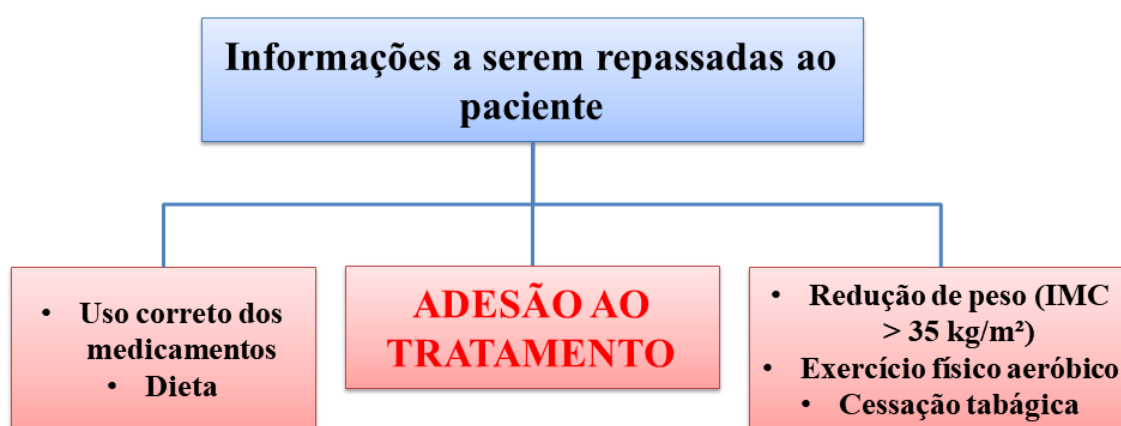 Informações a serem repassadas ao
paciente
• Uso correto dos
medicamentos
• Dieta
ADESÃO AO
TRATAMENTO
• Redução de peso (IMC
> 35 kg/m²)
• Exercício físico aeróbico
• Cessação tabágica